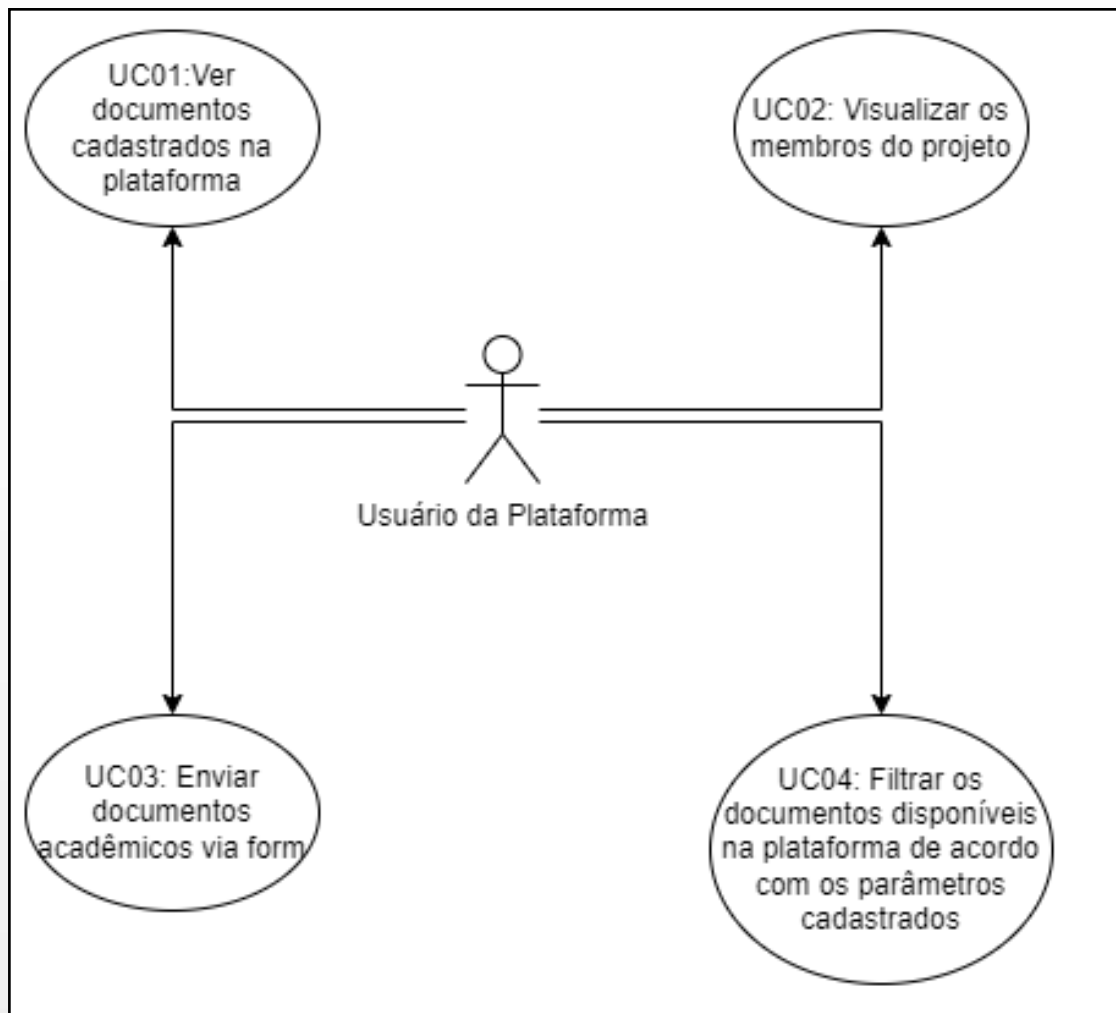 UC01:Ver
documentos
cadastrados na
plataforma
UC02: Visualizar os
membros do projeto
Usuário da Plataforma
UC03: Enviar
documentos
acadêmicos via form
UC04: Filtrar os
documentos disponíveis
na plataforma de acordo
com os parâmetros
cadastrados